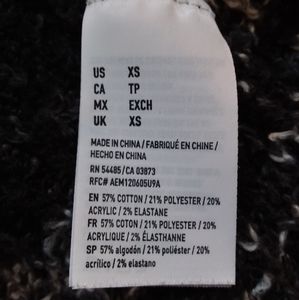 US XS
CA TP
MX EXCH
UK XS
MADE IN CHINA / FABRIQUÉ EN CHINE /
HECHO EN CHINA
RN 54485/CA 03873
RFC# AEM120605U9A
EN 57% COTTON / 21% POLYESTER / 20%
ACRYLIC / 2% ELASTANE
FR 57% COTTON / 21% POLYESTER / 20%
ACRYLIQUE / 2% ÉLASTHANNE
SP 57% algodón / 21% poliéster / 20%
acrílico / 2% elastano